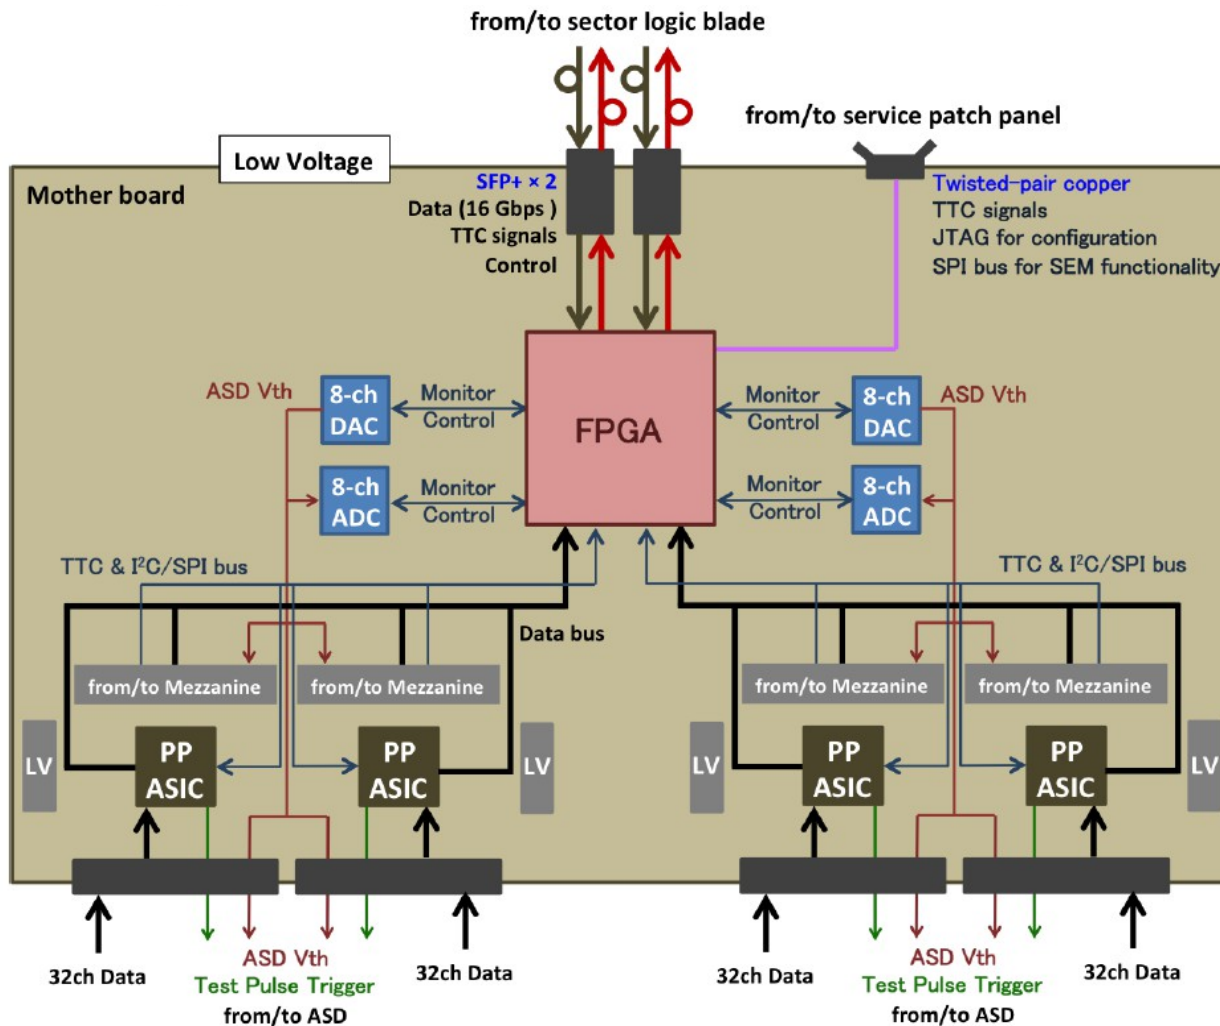 from/to sector logic blade
from/to service patch panel
Low Voltage
Mother board
SFP+ × 2
Data (16 Gbps )
TTC signals
Control
Twisted-pair copper
TTC signals
JTAG for configuration
SPI bus for SEM functionality
ASD Vth
8-ch
DAC
Monitor
Control
FPGA
Monitor
Control
8-ch
DAC
ASD Vth
8-ch
ADC
Monitor
Control
Monitor
Control
8-ch
ADC
TTC & I²C/SPI bus
TTC & I²C/SPI bus
Data bus
from/to Mezzanine
from/to Mezzanine
from/to Mezzanine
from/to Mezzanine
LV
PP
ASIC
PP
ASIC
LV
LV
PP
ASIC
PP
ASIC
LV
32ch Data
ASD Vth
Test Pulse Trigger
from/to ASD
32ch Data
32ch Data
ASD Vth
Test Pulse Trigger
from/to ASD
32ch Data